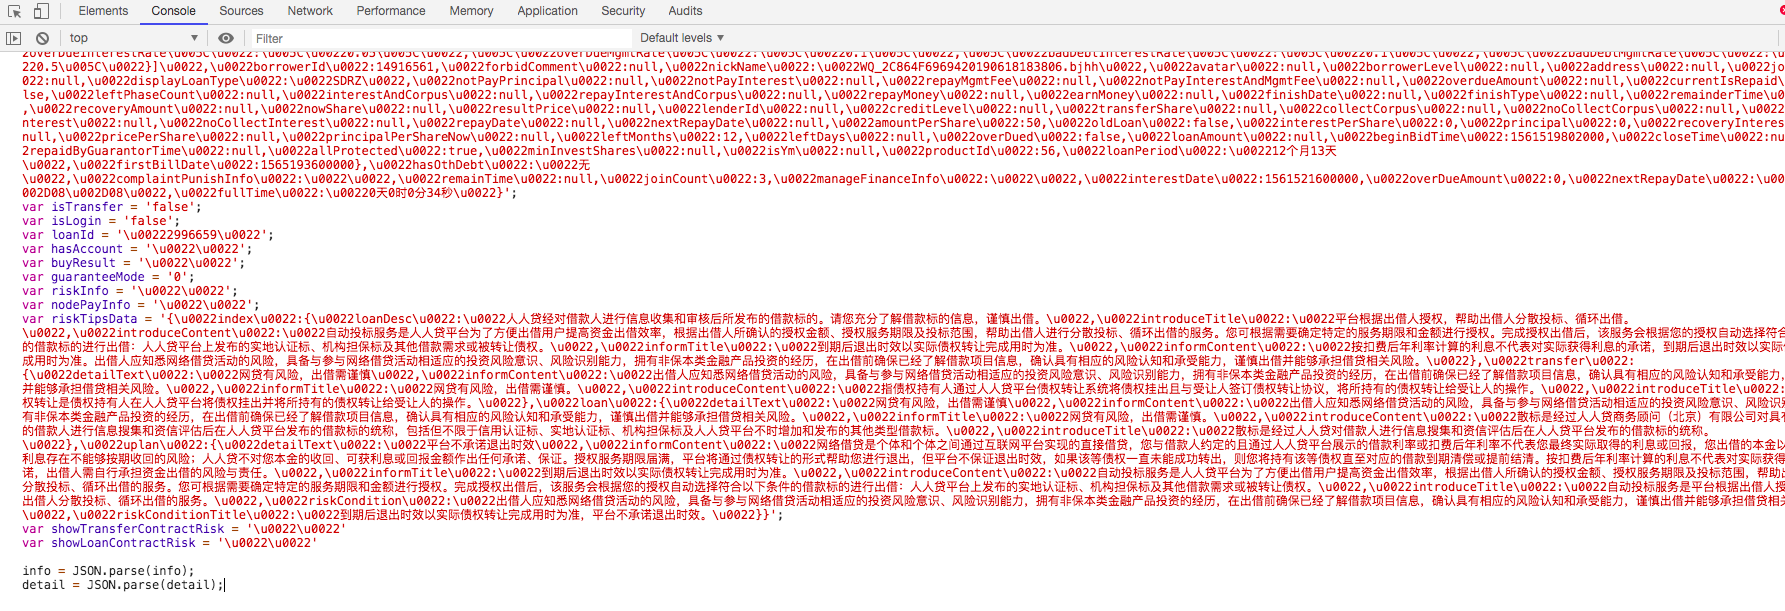 Elements Console Sources Network Performance Memory Application Security Audits
top Filter Default levels
220.5\u005C\u0022}]\u0022,\u0022borrowerId\u0022:14916561,\u0022forbidComment\u0022:null,\u0022nickName\u0022:\u0022WQ_2C864F6969420190618183806.bjhh\u0022,\u0022avatar\u0022:null,\u0022borrowerLevel\u0022:null,\u0022address\u0022:null,\u0022jo
022:null,\u0022displayLoanType\u0022:\u0022SDRZ\u0022,\u0022notPayPrincipal\u0022:null,\u0022notPayInterest\u0022:null,\u0022repayMgmtFee\u0022:null,\u0022notPayInterestAndMgmtFee\u0022:null,\u0022overdueAmount\u0022:null,\u0022currentIsRepaid
lse,\u0022leftPhaseCount\u0022:null,\u0022interestAndCorpus\u0022:null,\u0022repayInterestAndCorpus\u0022:null,\u0022repayMoney\u0022:null,\u0022earnMoney\u0022:null,\u0022finishDate\u0022:null,\u0022finishType\u0022:null,\u0022remainderTime\u0
,\u0022recoveryAmount\u0022:null,\u0022nowShare\u0022:null,\u0022resultPrice\u0022:null,\u0022lenderId\u0022:null,\u0022creditLevel\u0022:null,\u0022transferShare\u0022:null,\u0022collectCorpus\u0022:null,\u0022noCollectCorpus\u0022:null,\u0022
nterest\u0022:null,\u0022noCollectInterest\u0022:null,\u0022repayDate\u0022:null,\u0022nextRepayDate\u0022:null,\u0022amountPerShare\u0022:50,\u0022oldLoan\u0022:false,\u0022interestPerShare\u0022:0,\u0022principal\u0022:0,\u0022recoveryInteres
null,\u0022pricePerShare\u0022:null,\u0022principalPerShareNow\u0022:null,\u0022leftMonths\u0022:12,\u0022leftDays\u0022:null,\u0022overDued\u0022:false,\u0022loanAmount\u0022:null,\u0022beginBidTime\u0022:1561519802000,\u0022closeTime\u0022:nu
2repaidByGuarantorTime\u0022:null,\u0022allProtected\u0022:true,\u0022minInvestShares\u0022:null,\u0022isYm\u0022:null,\u0022productId\u0022:56,\u0022loanPeriod\u0022:\u002212个月13天
\u0022,\u0022firstBillDate\u0022:1565193600000},\u0022hasOthDebt\u0022:\u0022无
\u0022,\u0022complaintPunishInfo\u0022:\u0022\u0022,\u0022remainTime\u0022:null,\u0022joinCount\u0022:3,\u0022manageFinanceInfo\u0022:\u0022\u0022,\u0022interestDate\u0022:1561521600000,\u0022overDueAmount\u0022:0,\u0022nextRepayDate\u0022:\u00
002D08\u002D08\u0022,\u0022fullTime\u0022:\u00220天0时0分34秒\u0022}';
var isTransfer = 'false';
var isLogin = 'false';
var loanId = '\u00222996659\u0022';
var hasAccount = '\u0022\u0022';
var buyResult = '\u0022\u0022';
var guaranteeMode = '0';
var riskInfo = '\u0022\u0022';
var nodePayInfo = '\u0022\u0022';
var riskTipsData = '{\u0022index\u0022:{\u0022loanDesc\u0022:\u0022人人贷经对借款人进行信息收集和审核后所发布的借款标的。请您充分了解借款标的信息，谨慎出借。\u0022,\u0022introduceTitle\u0022:\u0022平台根据出借人授权，帮助出借人分散投标、循环出借。
\u0022,\u0022introduceContent\u0022:\u0022自动投标服务是人人贷平台为了方便出借用户提高资金出借效率，根据出借人所确认的授权金额、授权服务期限及投标范围，帮助出借人进行分散投标、循环出借的服务。您可根据需要确定特定的服务期限和金额进行授权。完成授权出借后，该服务会根据您的授权自动选择符合
的借款标的进行出借：人人贷平台上发布的实地认证标、机构担保标及其他借款需求或被转让债权。\u0022,\u0022informTitle\u0022:\u0022到期后退出时效以实际债权转让完成用时为准。\u0022,\u0022informContent\u0022:\u0022按扣费后年利率计算的利息不代表对实际获得利息的承诺，到期后退出时效以实际
成用时为准。出借人应知悉网络借贷活动的风险，具备与参与网络借贷活动相适应的投资风险意识、风险识别能力，拥有非保本类金融产品投资的经历，在出借前确保已经了解借款项目信息，确认具有相应的风险认知和承受能力，谨慎出借并能够承担借贷相关风险。\u0022},\u0022transfer\u0022:
{\u0022detailText\u0022:\u0022网贷有风险，出借需谨慎\u0022,\u0022informContent\u0022:\u0022出借人应知悉网络借贷活动的风险，具备与参与网络借贷活动相适应的投资风险意识、风险识别能力，拥有非保本类金融产品投资的经历，在出借前确保已经了解借款项目信息，确认具有相应的风险认知和承受能力，
并能够承担借贷相关风险。\u0022,\u0022informTitle\u0022:\u0022网贷有风险，出借需谨慎。\u0022,\u0022introduceContent\u0022:\u0022指债权持有人通过人人贷平台债权转让系统将债权挂出且与受让人签订债权转让协议，将所持有的债权转让给受让人的操作。\u0022,\u0022introduceTitle\u0022:
权转让是债权持有人在人人贷平台将债权挂出并将所持有的债权转让给受让人的操作。\u0022},\u0022loan\u0022:{\u0022detailText\u0022:\u0022网贷有风险，出借需谨慎\u0022,\u0022informContent\u0022:\u0022出借人应知悉网络借贷活动的风险，具备与参与网络借贷活动相适应的投资风险意识、风险识
有非保本类金融产品投资的经历，在出借前确保已经了解借款项目信息，确认具有相应的风险认知和承受能力，谨慎出借并能够承担借贷相关风险。\u0022,\u0022informTitle\u0022:\u0022网贷有风险，出借需谨慎。\u0022,\u0022introduceContent\u0022:\u0022散标是经过人人贷商务顾问（北京）有限公司对具
的借款人进行信息搜集和资信评估后在人人贷平台发布的借款标的统称，包括但不限于信用认证标、实地认证标、机构担保标及人人贷平台不时增加和发布的其他类型借款标。\u0022,\u0022introduceTitle\u0022:\u0022散标是经过人人贷对借款人进行信息搜集和资信评估后在人人贷平台发布的借款标的统称。
\u0022},\u0022uplan\u0022:{\u0022detailText\u0022:\u0022平台不承诺退出时效\u0022,\u0022informContent\u0022:\u0022网络借贷是个体和个体之间通过互联网平台实现的直接借贷，您与借款人约定的且通过人人贷平台展示的借款利率或扣费后年利率不代表您最终实际取得的利息或回报，您出借的本金以
利息存在不能够按期收回的风险；人人贷不对您本金的收回、可获利息或回报金额作出任何承诺、保证。授权服务期限届满，平台将通过债权转让的形式帮助您进行退出，但平台不保证退出时效，如果该等债权一直未能成功转出，则您将持有该等债权直至对应的借款到期清偿或提前结清。按扣费后年利率计算的利息不代表对实际获得
诺，出借人需自行承担资金出借的风险与责任。\u0022,\u0022informTitle\u0022:\u0022到期后退出时效以实际债权转让完成用时为准。\u0022,\u0022introduceContent\u0022:\u0022自动投标服务是人人贷平台为了方便出借用户提高资金出借效率，根据出借人所确认的授权金额、授权服务期限及投标范围，帮助出
分散投标、循环出借的服务。您可根据需要确定特定的服务期限和金额进行授权。完成授权出借后，该服务会根据您的授权自动选择符合以下条件的借款标的进行出借：人人贷平台上发布的实地认证标、机构担保标及其他借款需求或被转让债权。\u0022,\u0022introduceTitle\u0022:\u0022自动投标服务是平台根据出借人授
出借人分散投标、循环出借的服务。\u0022,\u0022riskCondition\u0022:\u0022出借人应知悉网络借贷活动的风险，具备与参与网络借贷活动相适应的投资风险意识、风险识别能力，拥有非保本类金融产品投资的经历，在出借前确保已经了解借款项目信息，确认具有相应的风险认知和承受能力，谨慎出借并能够承担借贷相
\u0022,\u0022riskConditionTitle\u0022:\u0022到期后退出时效以实际债权转让完成用时为准，平台不承诺退出时效。\u0022}}';
var showTransferContractRisk = '\u0022\u0022'
var showLoanContractRisk = '\u0022\u0022'
info = JSON.parse(info);
detail = JSON.parse(detail);